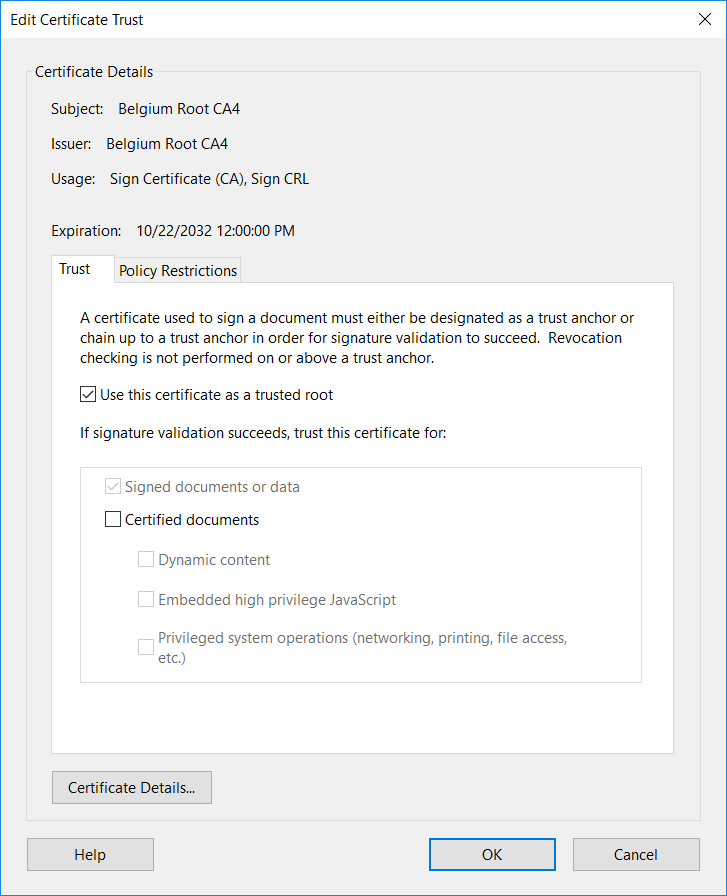 Edit Certificate Trust
Certificate Details
Subject: Belgium Root CA4
Issuer: Belgium Root CA4
Usage: Sign Certificate (CA), Sign CRL
Expiration: 10/22/2032 12:00:00 PM
Trust
Policy Restrictions
A certificate used to sign a document must either be designated as a trust anchor or
chain up to a trust anchor in order for signature validation to succeed. Revocation
checking is not performed on or above a trust anchor.
Use this certificate as a trusted root
If signature validation succeeds, trust this certificate for:
Signed documents or data
Certified documents
Dynamic content
Embedded high privilege JavaScript
Privileged system operations (networking, printing, file access,
etc.)
Certificate Details...
Help
OK
Cancel